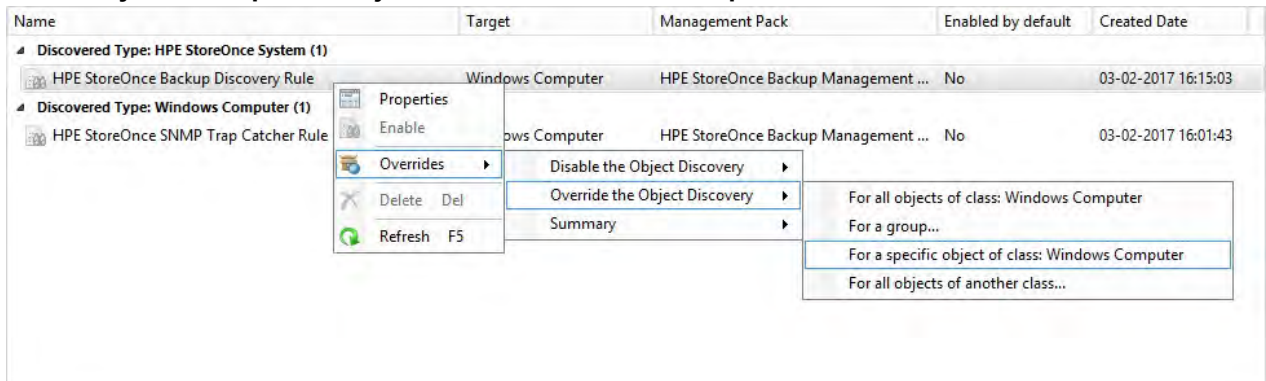 Name Target Management Pack Enabled by default Created Date
Discovered Type: HPE StoreOnce System (1)
HPE StoreOnce Backup Discovery Rule Windows Computer HPE StoreOnce Backup Management ... No 03-02-2017 16:15:03
Discovered Type: Windows Computer (1)
HPE StoreOnce SNMP Trap Catcher Rule ows Computer HPE StoreOnce Backup Management ... No 03-02-2017 16:01:43
Properties
Enable
Overrides
Delete Del
Refresh F5
Disable the Object Discovery
Override the Object Discovery
Summary
For all objects of class: Windows Computer
For a group...
For a specific object of class: Windows Computer
For all objects of another class...